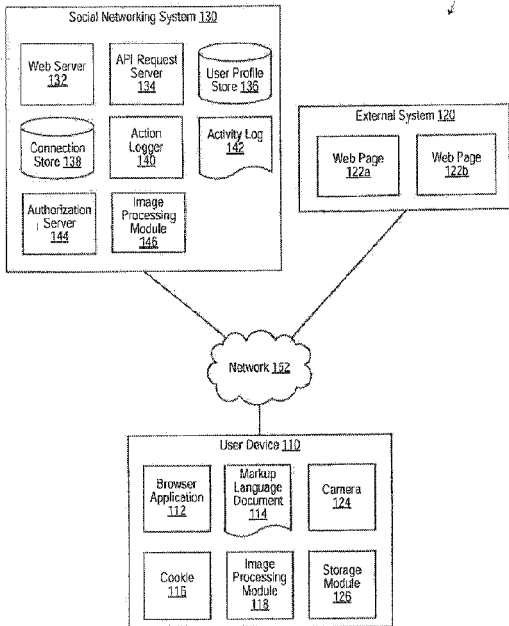 Social Networking System 130
Web Server
132
API Request
Server
134
User Profile
Store 136
Connection
Store 138
Action
Logger
140
Activity Log
142
Authorization
Server
144
Image
Processing
Module
146
External System 120
Web Page
122a
Web Page
122b
Network 152
User Device 110
Browser
Application
112
Markup
Language
Document
114
Camera
124
Cookie
116
Image
Processing
Module
118
Storage
Module
126